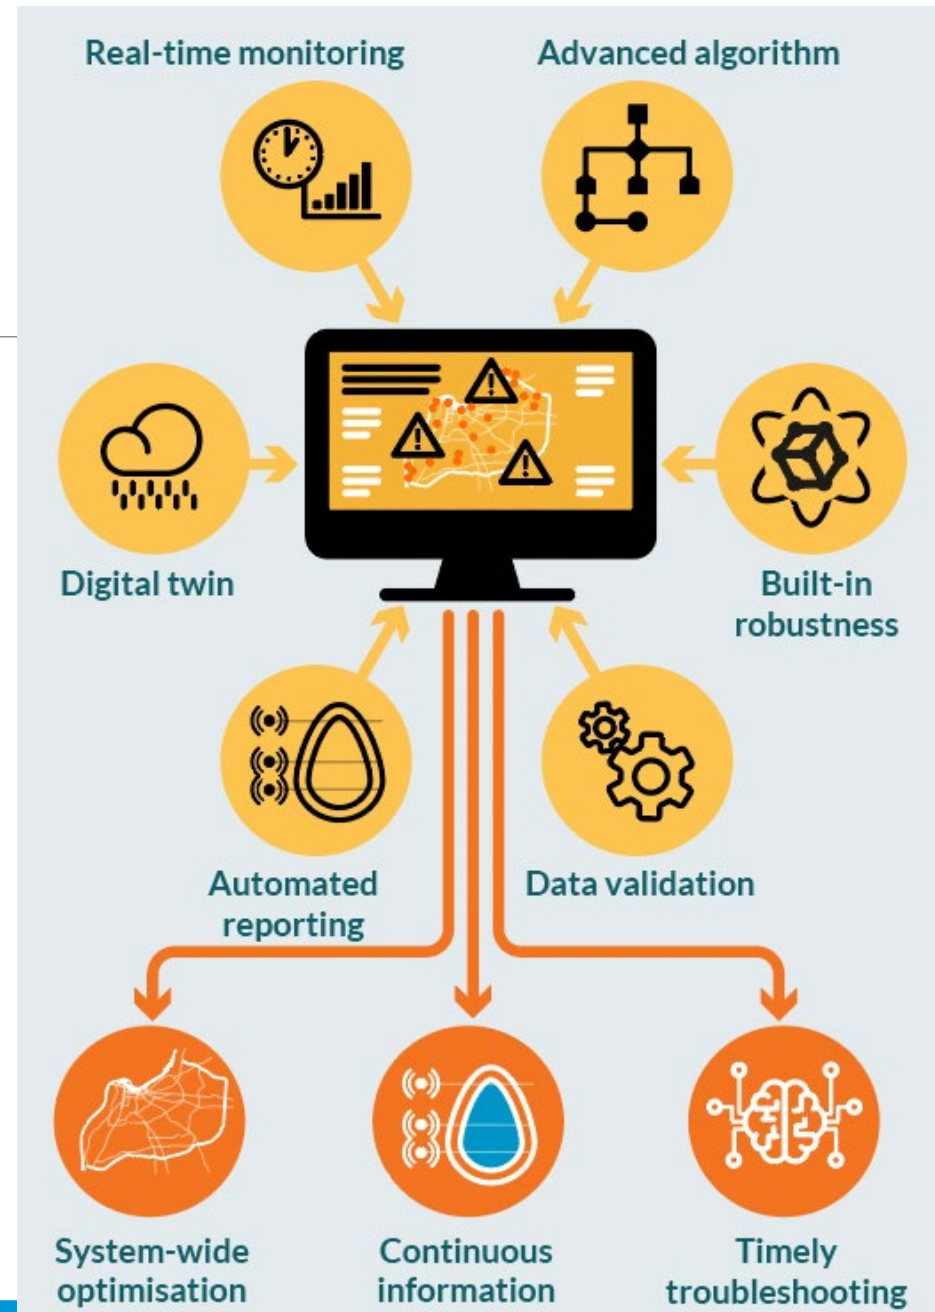 Real-time monitoring
Advanced algorithm
Digital twin
Built-in
robustness
Automated
reporting
Data validation
System-wide
optimisation
Continuous
information
Timely
troubleshooting